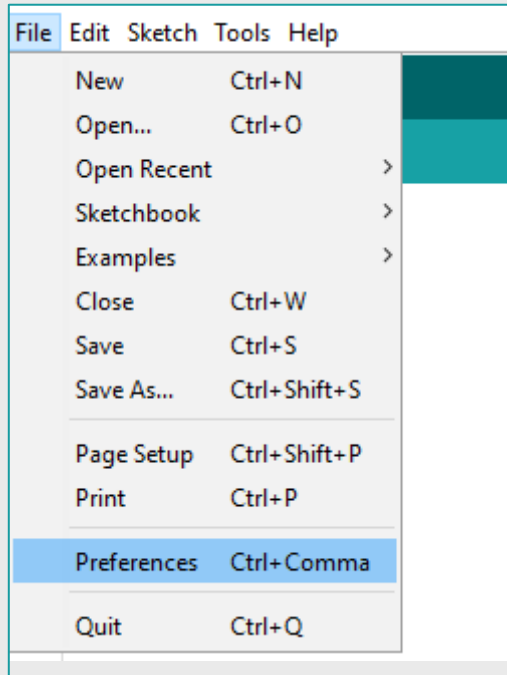 File Edit Sketch Tools Help
New Ctrl+N
Open... Ctrl+O
Open Recent
Sketchbook
Examples
Close Ctrl+W
Save Ctrl+S
Save As... Ctrl+Shift+S
Page Setup Ctrl+Shift+P
Print Ctrl+P
Preferences Ctrl+Comma
Quit Ctrl+Q